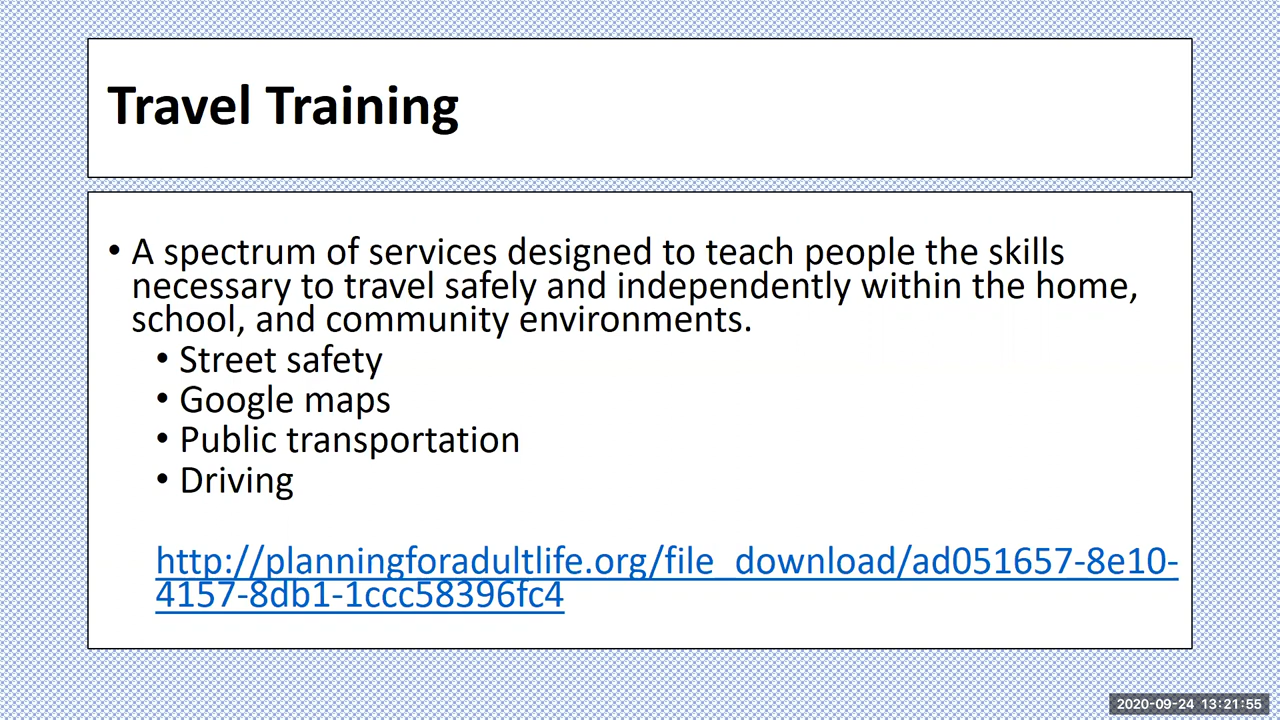 Travel Training
• A spectrum of services designed to teach people the skills
necessary to travel safely and independently within the home,
school, and community environments.
• Street safety
• Google maps
• Public transportation
• Driving
http://planningforadultlife.org/file_download/ad051657-8e10-
4157-8db1-1ccc58396fc4
2020-09-24 13:21:55